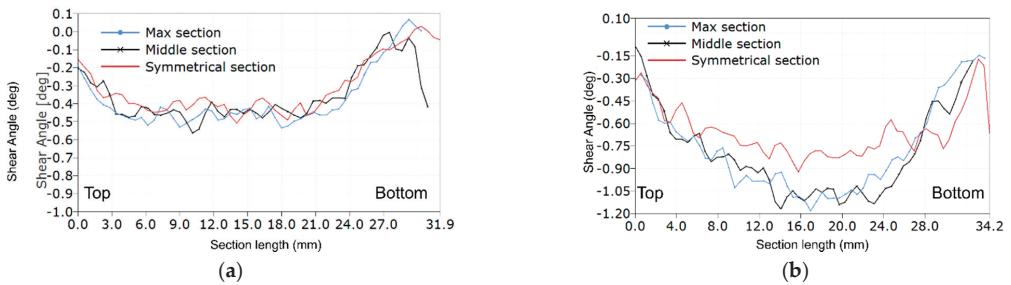 0.1
0.0
-0.1
-0.2
-0.3
-0.4
-0.5
-0.6
-0.7
-0.8
-0.9
-1.0
Shear Angle (deg)
Shear Angle [deg]
Max section
Middle section
Symmetrical section
Top
Bottom
0.0 3.0 6.0 9.0 12.0 15.0 18.0 21.0 24.0 27.0 31.9
Section length (mm)
(a)
0.10
-0.15
-0.30
-0.45
-0.60
-0.75
-0.90
-1.05
-1.20
Shear Angle (deg)
Max section
Middle section
Symmetrical section
Top
Bottom
0.0 4.0 8.0 12.0 16.0 20.0 24.0 28.0 34.2
Section length (mm)
(b)